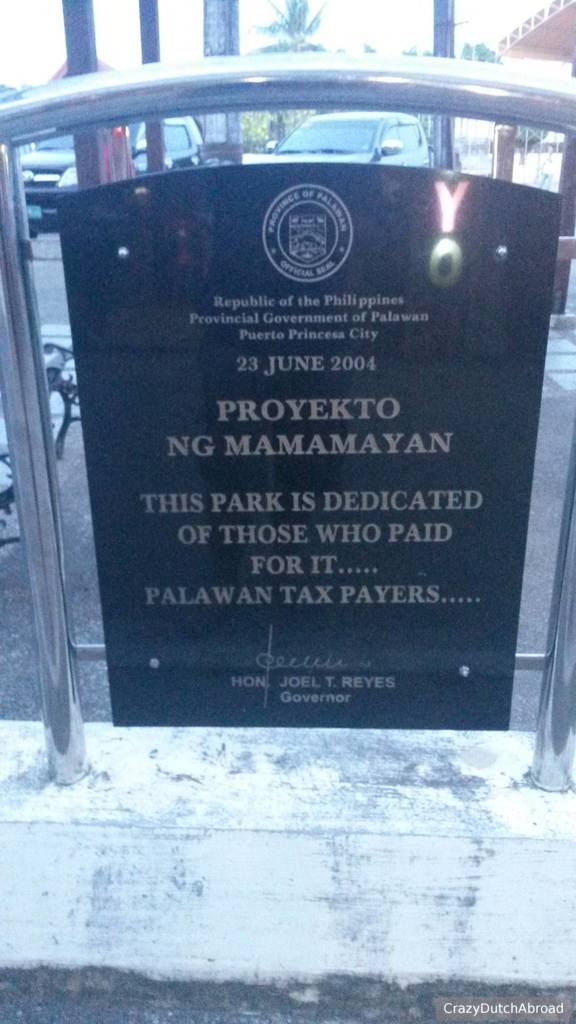 PROVINCE OF PALAWAN
OFFICIAL SEAL
Y
O
Republic of the Philippines
Provincial Government of Palawan
Puerto Princesa City
23 JUNE 2004
PROYEKTO
NG MAMAMAYAN
THIS PARK IS DEDICATED
OF THOSE WHO PAID
FOR IT.....
PALAWAN TAX PAYERS.....
HON. JOEL T. REYES
Governor
CrazyDutchAbroad